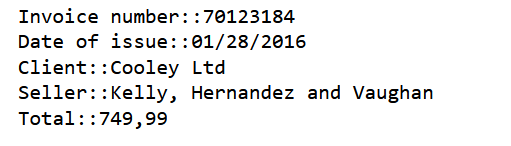 Invoice number::70123184
Date of issue::01/28/2016
Client::Cooley Ltd
Seller::Kelly, Hernandez and Vaughan
Total::749,99